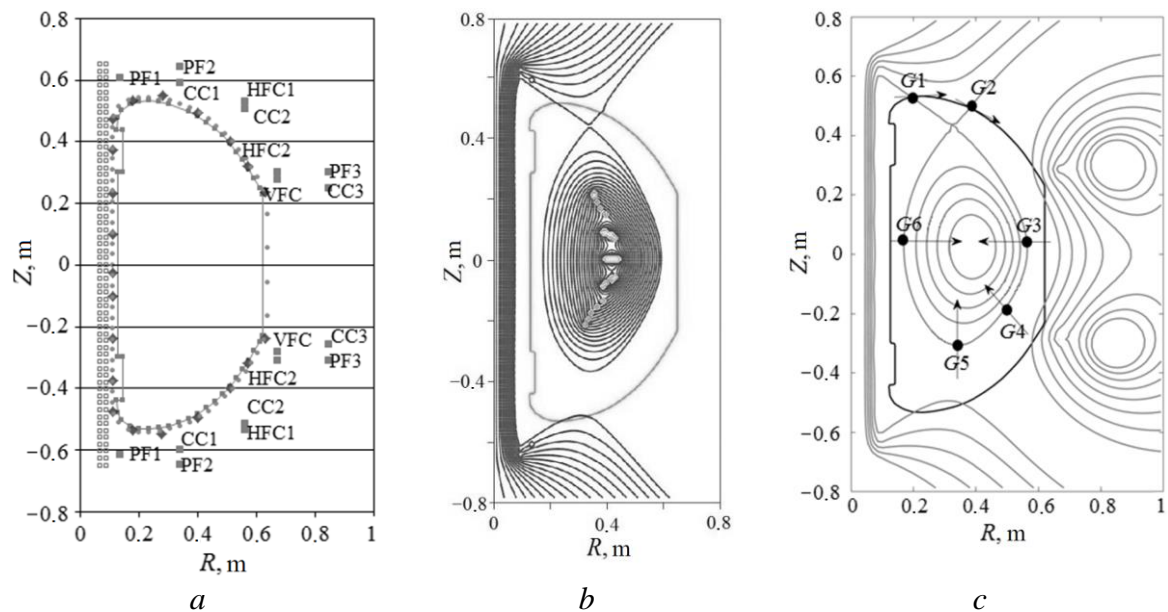 0.8
0.6
0.4
0.2
0
−0.2
−0.4
−0.6
−0.8
Z, m
PF1
PF2
CC1
HFC1
CC2
HFC2
VFC
PF3
CC3
VFC
CC3
PF3
HFC2
CC2
HFC1
CC1
PF1
PF2
0 0.2 0.4 0.6 0.8 1
R, m
a
0.8
0.4
0
−0.4
−0.8
Z, m
0 0.4 0.8
R, m
b
0.8
0.6
0.4
0.2
0
−0.2
−0.4
−0.6
−0.8
Z, m
G1
G2
G6
G3
G4
G5
0 0.2 0.4 0.6 0.8 1
R, m
c